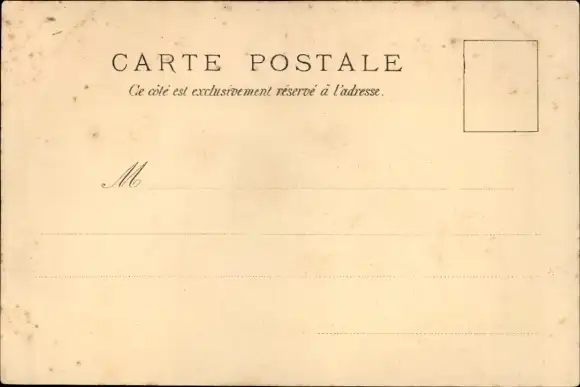 CARTE POSTALE
Ce côté est exclusivement réservé à l'adresse.
M